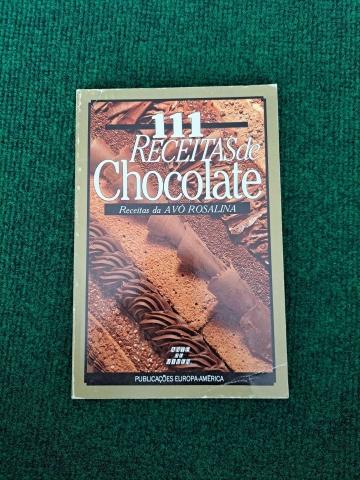 111
RECEITAS de
Chocolate
Receitas da AVÓ ROSALINA
PUBLICAÇÕES EUROPA-AMÉRICA